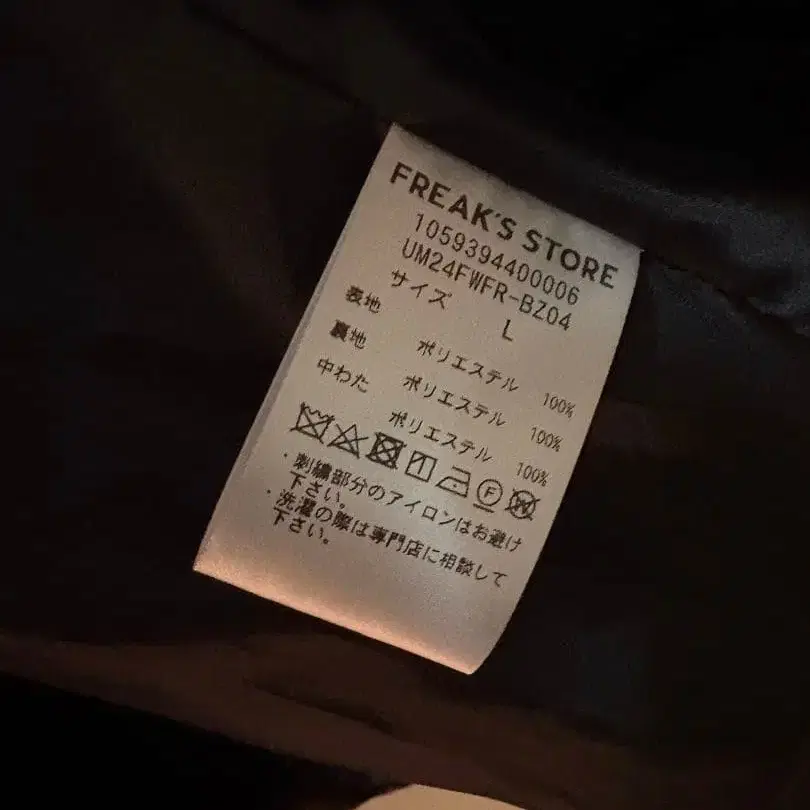 FREAK'S STORE
1059394400006
UM24FWFR-BZ04
サイズ L
表地 ポリエステル 100%
裏地 ポリエステル 100%
中わた ポリエステル 100%
F W
・刺繍部分のアイロンはお避け
下さい。
・洗濯の際は専門店に相談して
下さい。